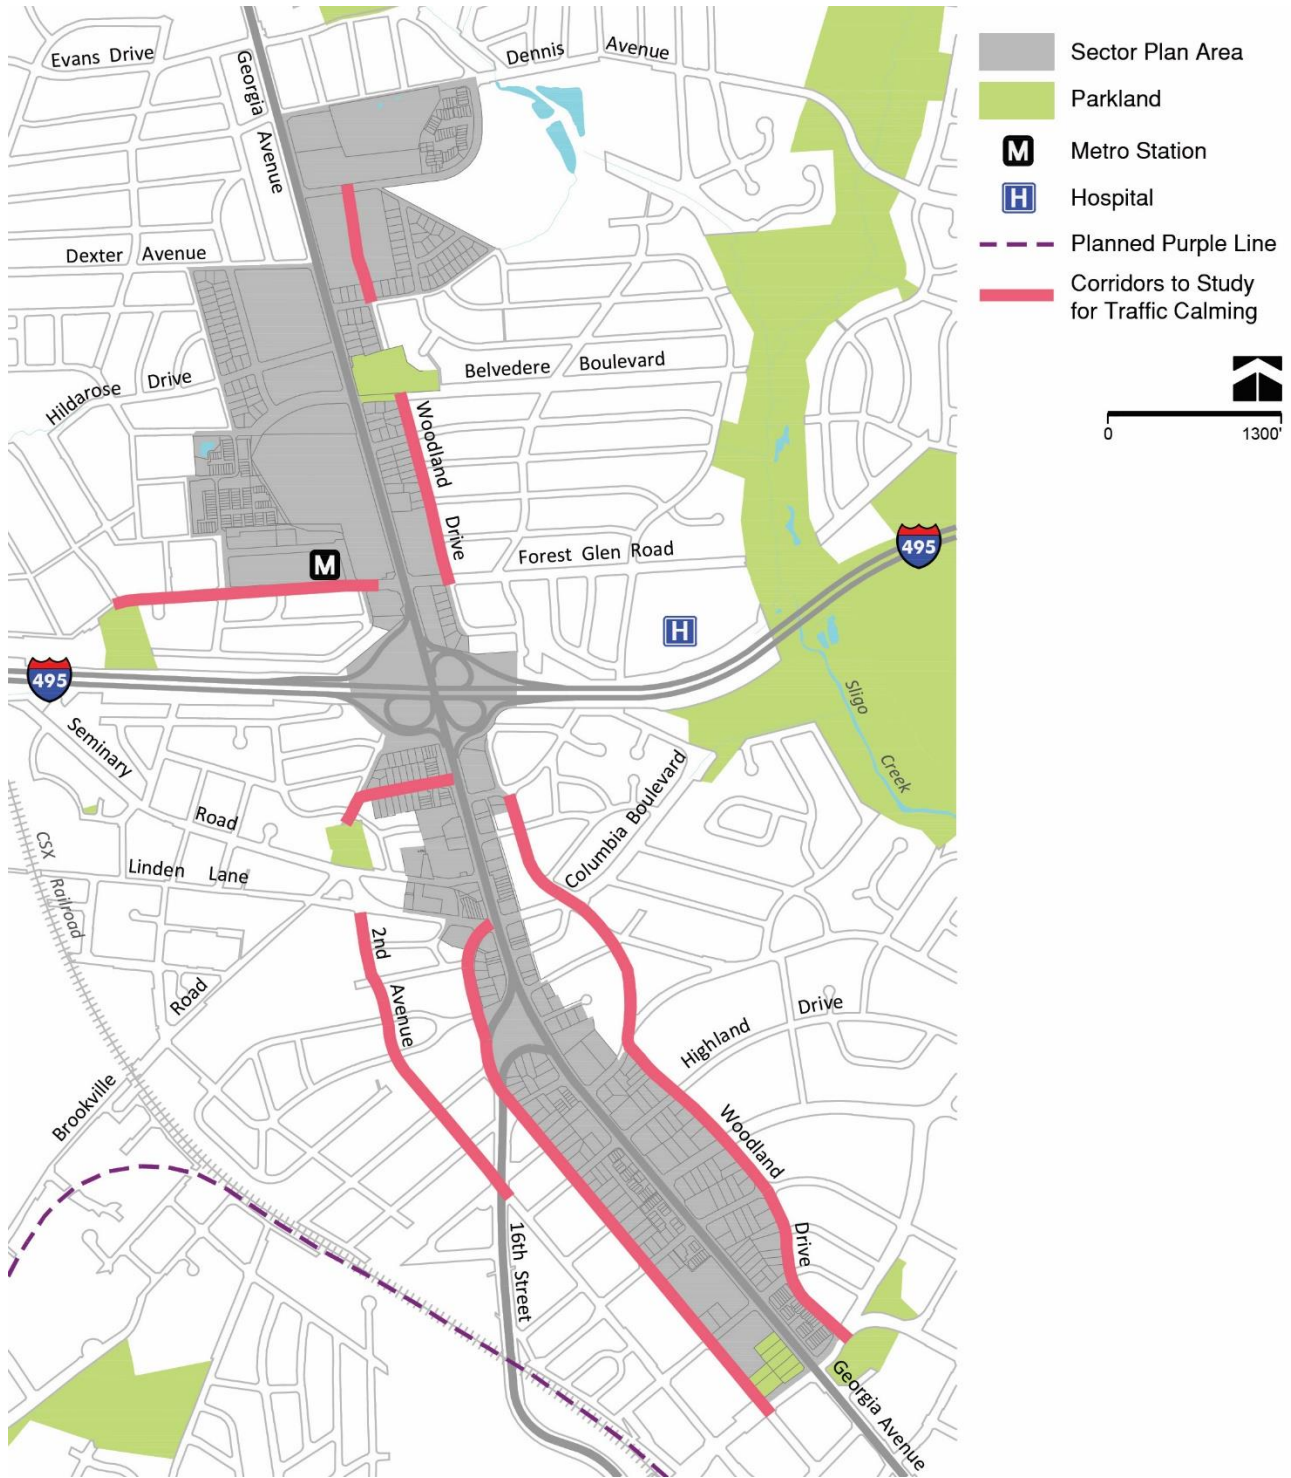 Evans Drive
Georgia Avenue
Dennis Avenue
Dexter Avenue
Hildarose Drive
Belvedere Boulevard
Woodland Drive
M
Forest Glen Road
495
H
495
Sligo Creek
Seminary Road
Columbia Boulevard
Linden Lane
CSX Railroad
2nd Avenue
Brookville Road
Highland Drive
Woodland Drive
16th Street
Georgia Avenue
Sector Plan Area
Parkland
M Metro Station
H Hospital
Planned Purple Line
Corridors to Study
for Traffic Calming
0 1300'